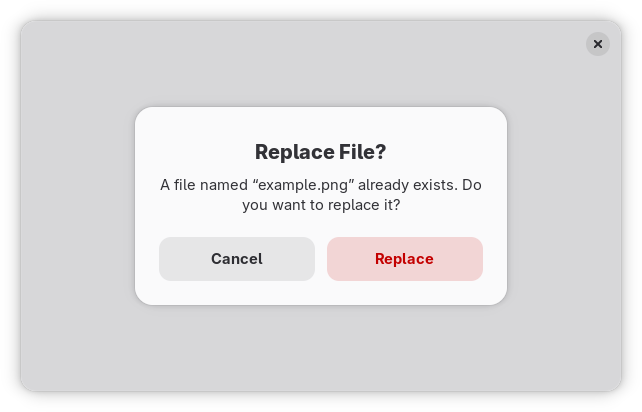 Replace File?
A file named “example.png” already exists. Do
you want to replace it?
Cancel
Replace